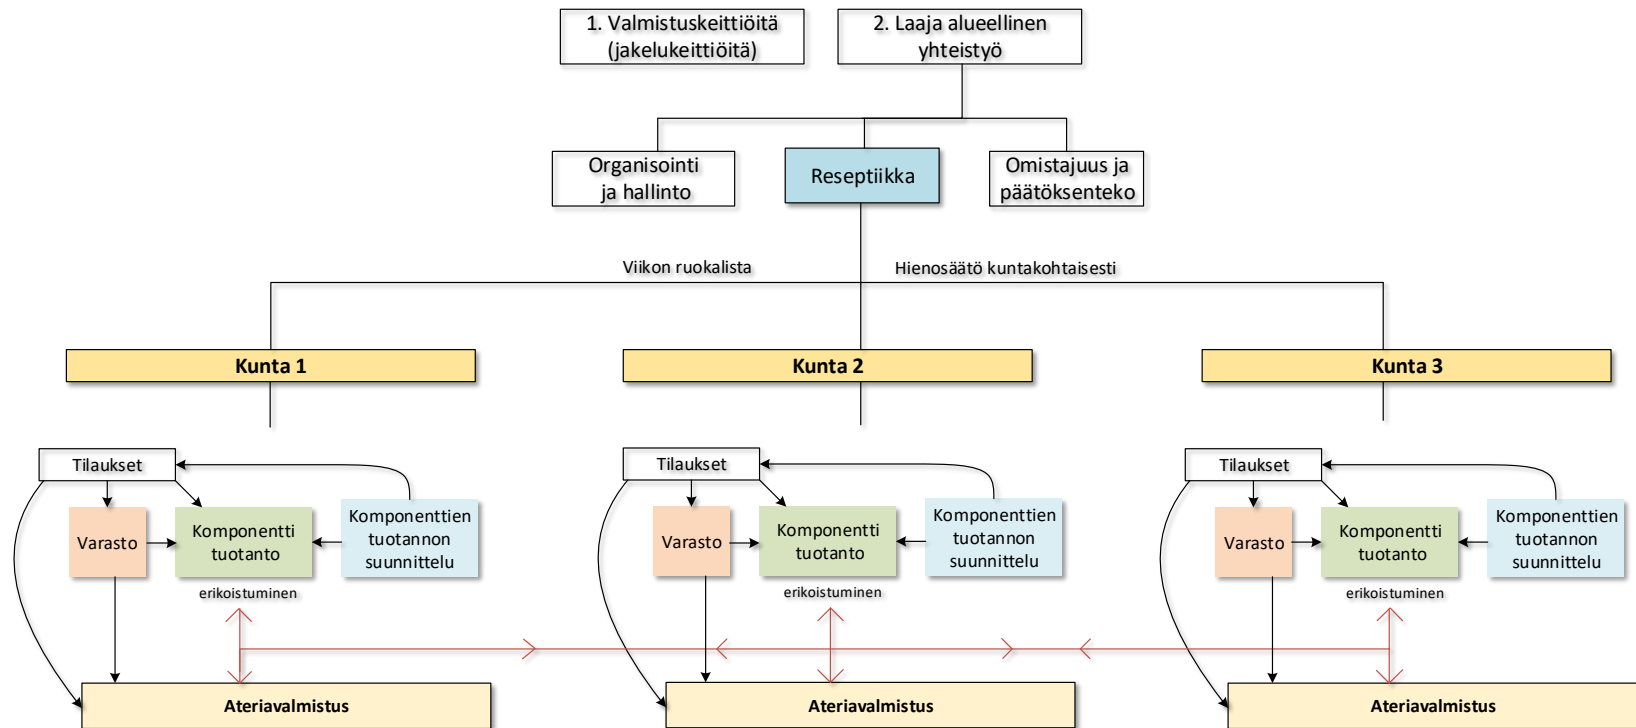 1. Valmistuskeittiöitä
(jakelukeittiöitä)
2. Laaja alueellinen
yhteistyö
Organisointi
ja hallinto
Reseptiikka
Omistajuus ja
päätöksenteko
Viikon ruokalista
Hienosäätö kuntakohtaisesti
Kunta 1
Kunta 2
Kunta 3
Tilaukset
Varasto
Komponentti
tuotanto
Komponenttien
tuotannon
suunnittelu
erikoistuminen
Ateriavalmistus
Tilaukset
Varasto
Komponentti
tuotanto
Komponenttien
tuotannon
suunnittelu
erikoistuminen
Ateriavalmistus
Tilaukset
Varasto
Komponentti
tuotanto
Komponenttien
tuotannon
suunnittelu
erikoistuminen
Ateriavalmistus